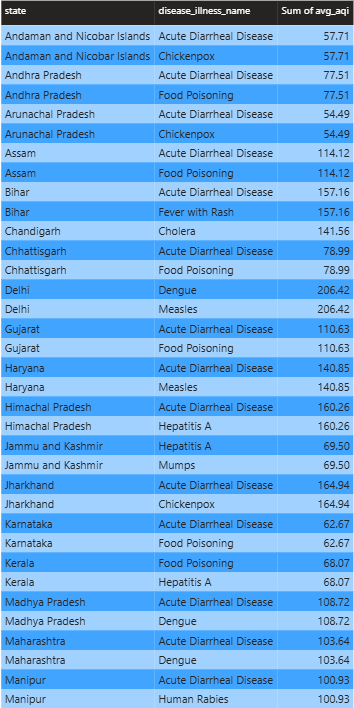 state disease_illness_name Sum of avg_aqi
Andaman and Nicobar Islands Acute Diarrheal Disease 57.71
Andaman and Nicobar Islands Chickenpox 57.71
Andhra Pradesh Acute Diarrheal Disease 77.51
Andhra Pradesh Food Poisoning 77.51
Arunachal Pradesh Acute Diarrheal Disease 54.49
Arunachal Pradesh Chickenpox 54.49
Assam Acute Diarrheal Disease 114.12
Assam Food Poisoning 114.12
Bihar Acute Diarrheal Disease 157.16
Bihar Fever with Rash 157.16
Chandigarh Cholera 141.56
Chhattisgarh Acute Diarrheal Disease 78.99
Chhattisgarh Food Poisoning 78.99
Delhi Dengue 206.42
Delhi Measles 206.42
Gujarat Acute Diarrheal Disease 110.63
Gujarat Food Poisoning 110.63
Haryana Acute Diarrheal Disease 140.85
Haryana Measles 140.85
Himachal Pradesh Acute Diarrheal Disease 160.26
Himachal Pradesh Hepatitis A 160.26
Jammu and Kashmir Hepatitis A 69.50
Jammu and Kashmir Mumps 69.50
Jharkhand Acute Diarrheal Disease 164.94
Jharkhand Chickenpox 164.94
Karnataka Acute Diarrheal Disease 62.67
Karnataka Food Poisoning 62.67
Kerala Food Poisoning 68.07
Kerala Hepatitis A 68.07
Madhya Pradesh Acute Diarrheal Disease 108.72
Madhya Pradesh Dengue 108.72
Maharashtra Acute Diarrheal Disease 103.64
Maharashtra Dengue 103.64
Manipur Acute Diarrheal Disease 100.93
Manipur Human Rabies 100.93